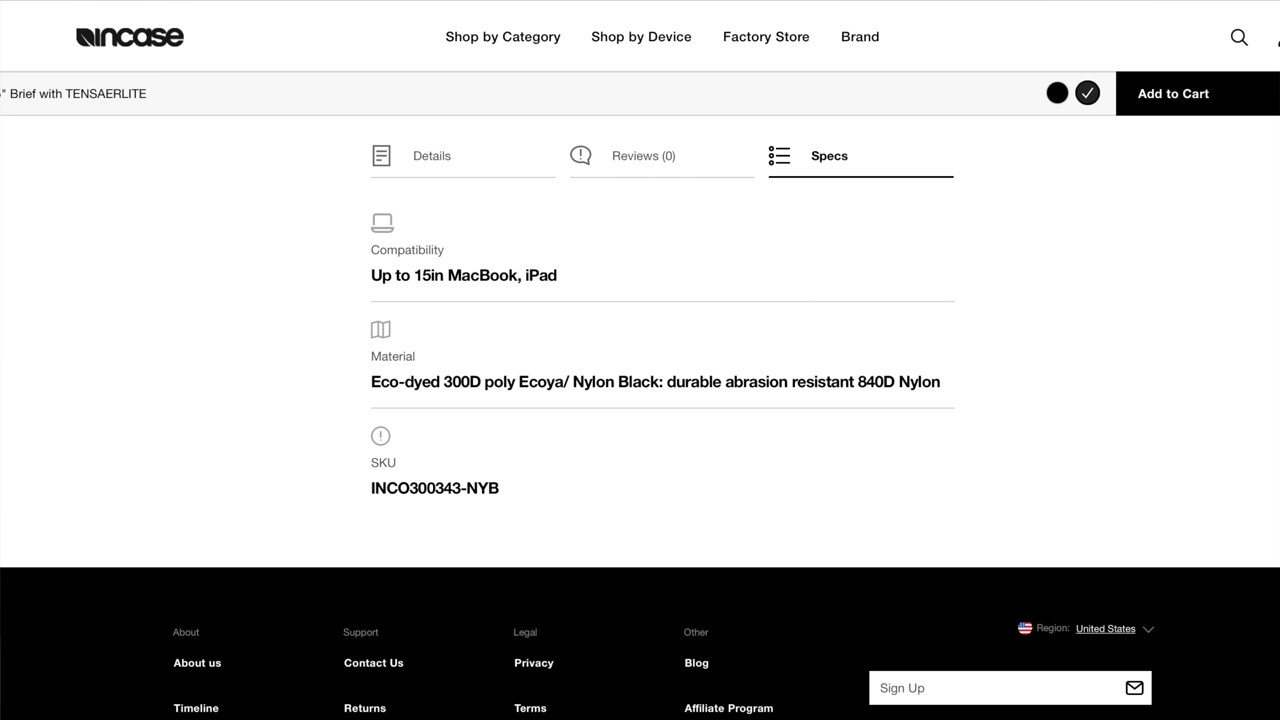 incase
Shop by Category
Shop by Device
Factory Store
Brand
" Brief with TENSAERLITE
Add to Cart
Details
Reviews (0)
Specs
Compatibility
Up to 15in MacBook, iPad
Material
Eco-dyed 300D poly Ecoya/ Nylon Black: durable abrasion resistant 840D Nylon
SKU
INCO300343-NYB
About
Support
Legal
Other
Region: United States
About us
Contact Us
Privacy
Blog
Sign Up
Timeline
Returns
Terms
Affiliate Program